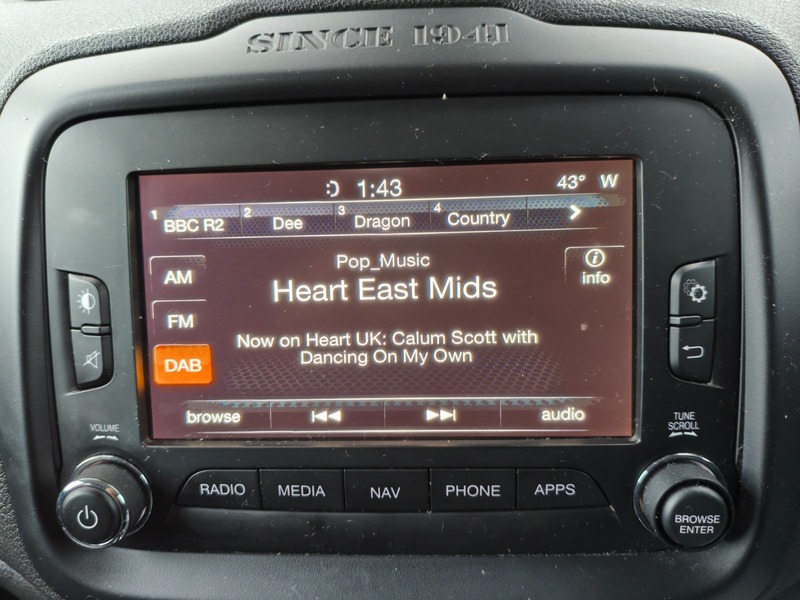 SINCE 1941
1:43
43° W
1 BBC R2 2 Dee 3 Dragon 4 Country
Pop_Music
Heart East Mids
info
AM
FM
DAB
Now on Heart UK: Calum Scott with
Dancing On My Own
browse
audio
VOLUME
TUNE
SCROLL
RADIO MEDIA NAV PHONE APPS
BROWSE
ENTER